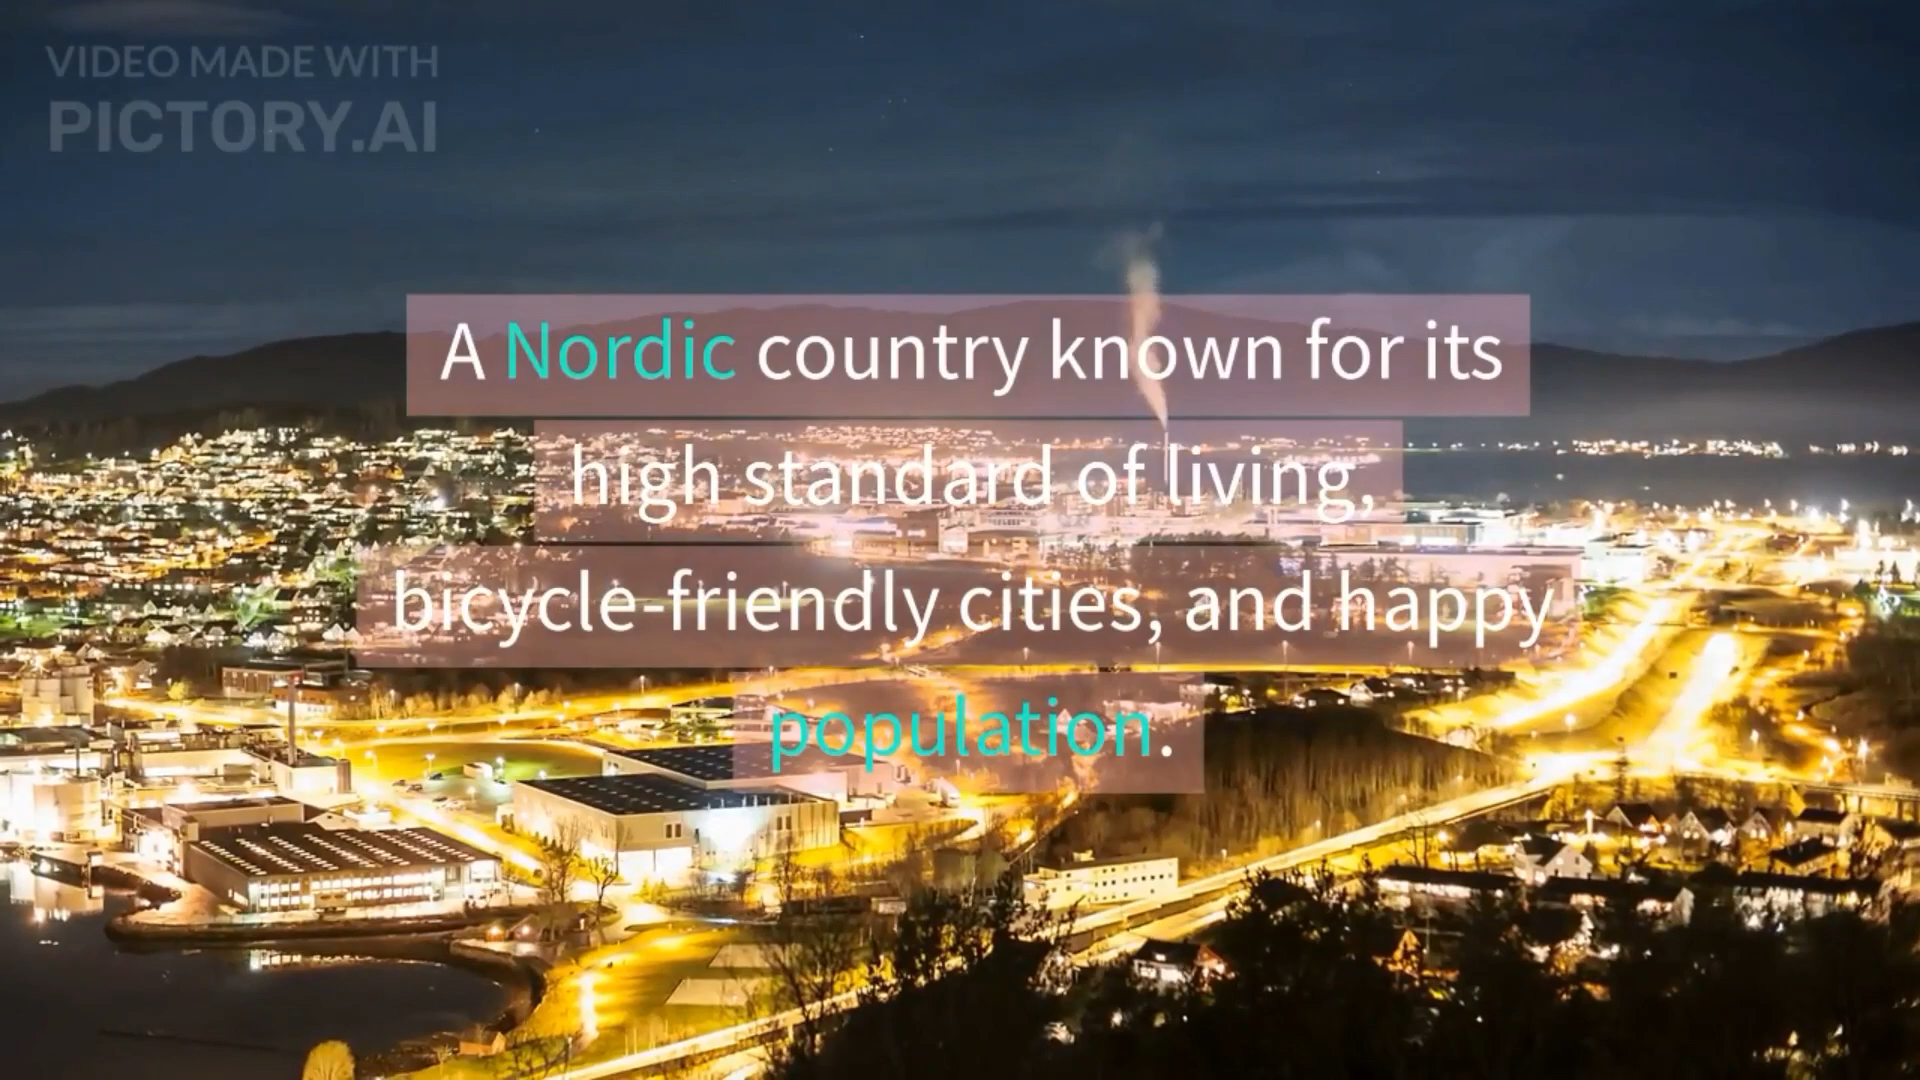 VIDEO MADE WITH
PICTORY.AI
A Nordic country known for its
high standard of living,
bicycle-friendly cities, and happy
population.